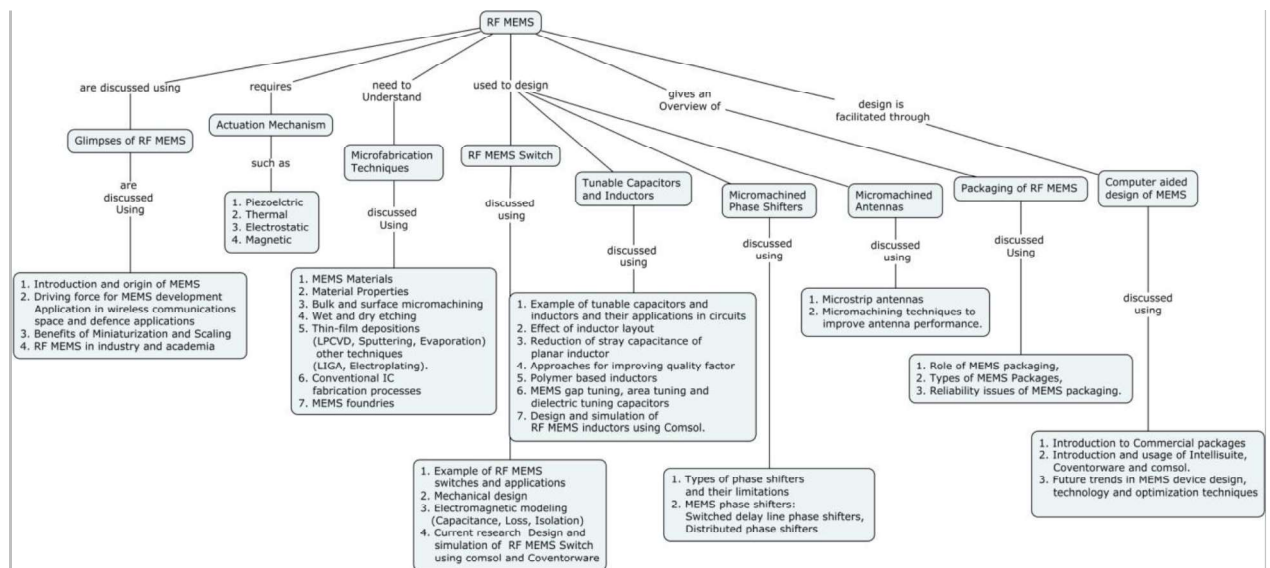 RF MEMS
are discussed using
requires
need to
Understand
used to design
gives an
Overview of
design is
facilitated through
Glimpses of RF MEMS
Actuation Mechanism
Microfabrication
Techniques
RF MEMS Switch
Tunable Capacitors
and Inductors
Micromachined
Phase Shifters
Micromachined
Antennas
Packaging of RF MEMS
Computer aided
design of MEMS
are
discussed
Using
such as
discussed
Using
discussed
using
discussed
using
discussed
using
discussed
using
discussed
Using
discussed
using
1. Introduction and origin of MEMS
2. Driving force for MEMS development
Application in wireless communications
space and defence applications
3. Benefits of Miniaturization and Scaling
4. RF MEMS in industry and academia
1. Piezoelctric
2. Thermal
3. Electrostatic
4. Magnetic
1. MEMS Materials
2. Material Properties
3. Bulk and surface micromachining
4. Wet and dry etching
5. Thin-film depositions
(LPCVD, Sputtering, Evaporation)
other techniques
(LIGA, Electroplating).
6. Conventional IC
fabrication processes
7. MEMS foundries
1. Example of RF MEMS
switches and applications
2. Mechanical design
3. Electromagnetic modeling
(Capacitance, Loss, Isolation)
4. Current research Design and
simulation of RF MEMS Switch
using comsol and Coventorware
1. Example of tunable capacitors and
inductors and their applications in circuits
2. Effect of inductor layout
3. Reduction of stray capacitance of
planar inductor
4. Approaches for improving quality factor
5. Polymer based inductors
6. MEMS gap tuning, area tuning and
dielectric tuning capacitors
7. Design and simulation of
RF MEMS inductors using Comsol.
1. Types of phase shifters
and their limitations
2. MEMS phase shifters:
Switched delay line phase shifters,
Distributed phase shifters
1. Microstrip antennas
2. Micromachining techniques to
improve antenna performance.
1. Role of MEMS packaging,
2. Types of MEMS Packages,
3. Reliability issues of MEMS packaging.
1. Introduction to Commercial packages
2. Introduction and usage of Intellisuite,
Coventorware and comsol.
3. Future trends in MEMS device design,
technology and optimization techniques